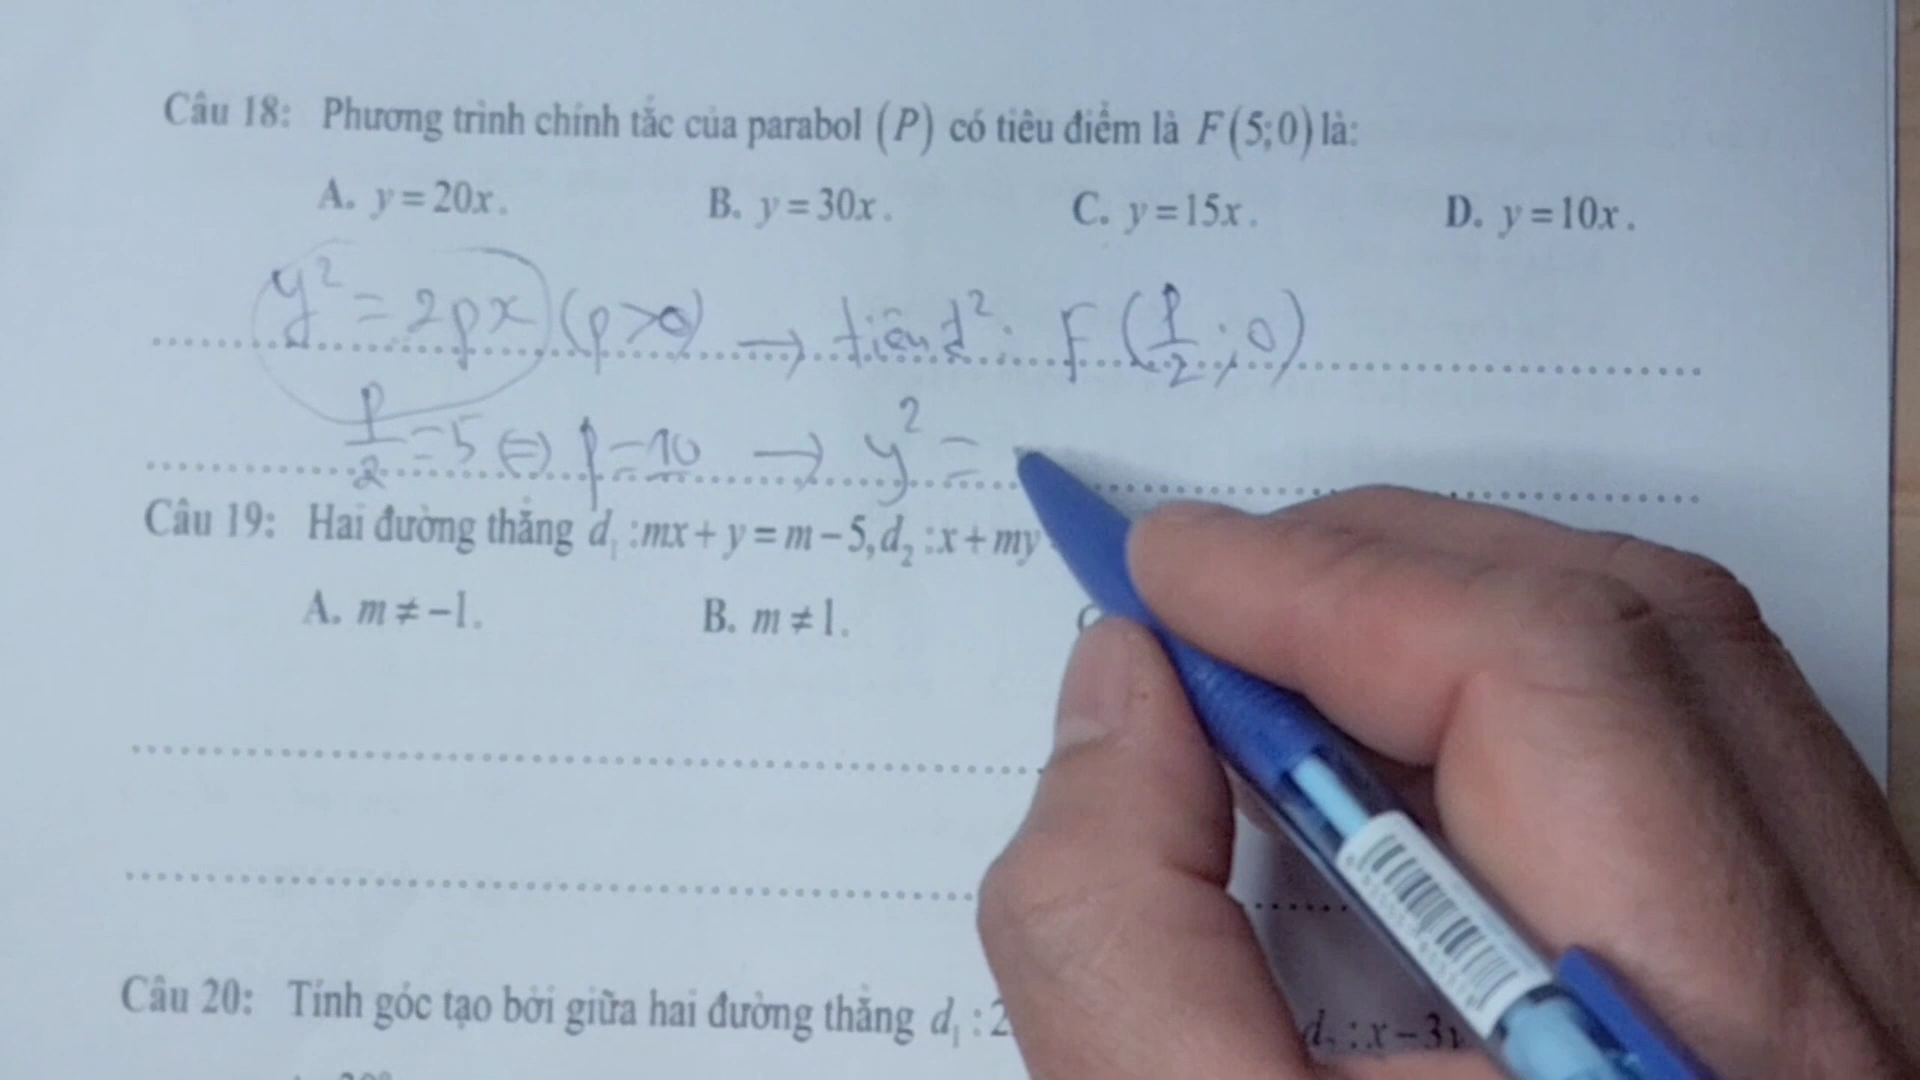 Câu 18: Phương trình chính tắc của parabol (P) có tiêu điểm là F(5;0) là:
A. y=20x. B. y=30x. C. y=15x. D. y=10x.
y² = 2px (p>0) → tiêu đ²: F(p/2; 0)
p/2 = 5 ⇔ p = 10 → y² =
Câu 19: Hai đường thẳng d₁:mx+y=m−5,d₂:x+my
A. m≠−1. B. m≠1.
Câu 20: Tính góc tạo bởi giữa hai đường thẳng d₁:2 :x−3y